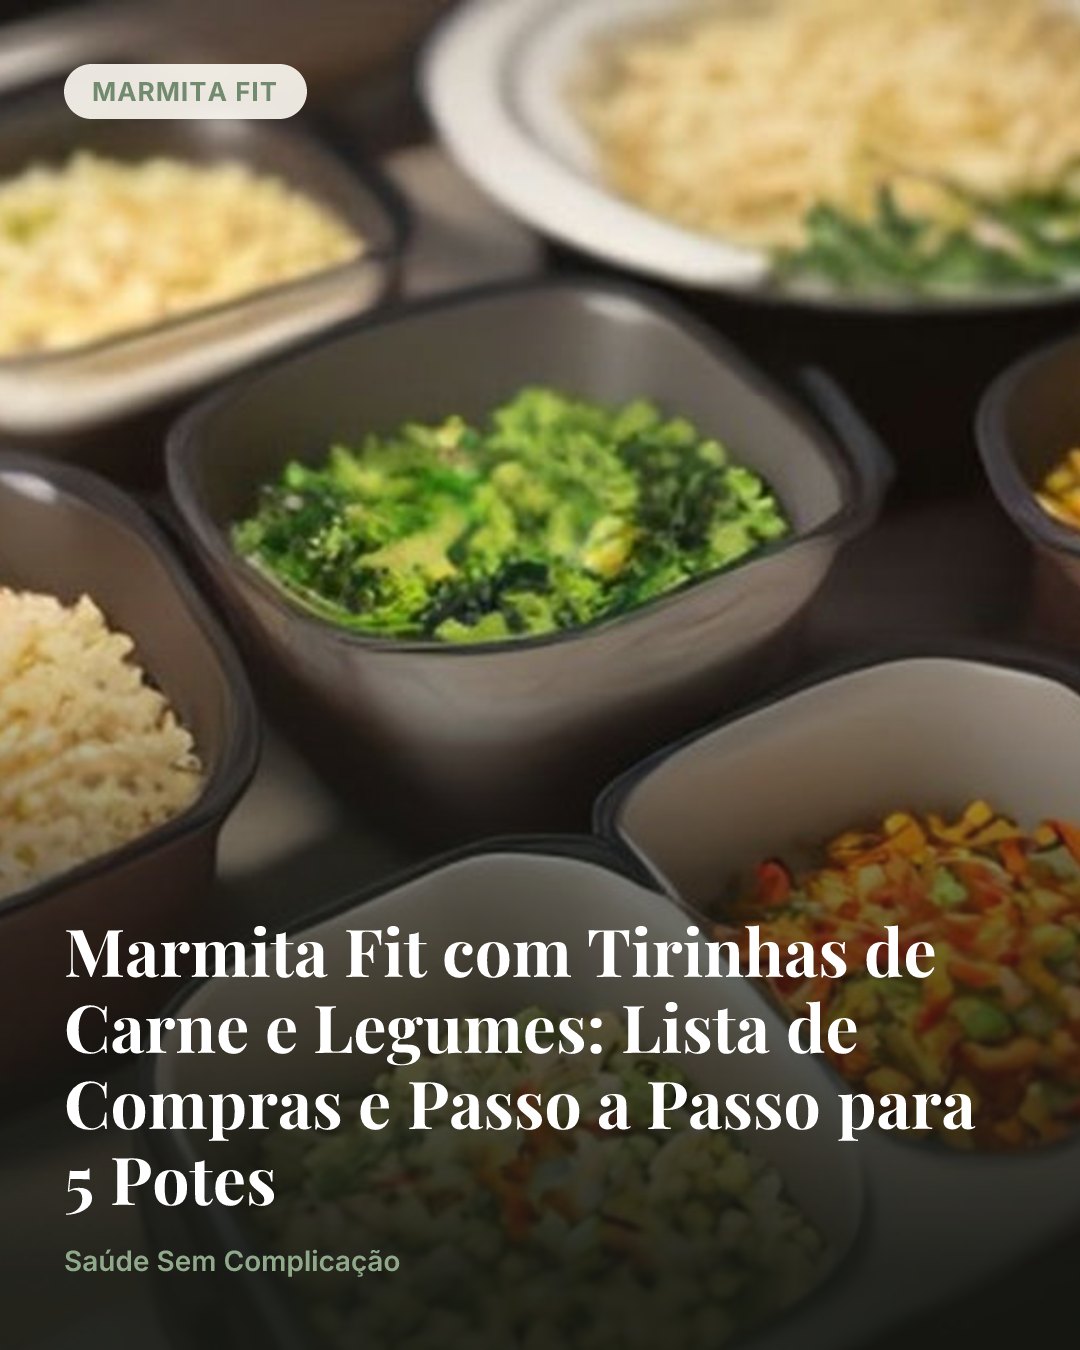 MARMITA FIT
Marmita Fit com Tirinhas de
Carne e Legumes: Lista de
Compras e Passo a Passo para
5 Potes
Saúde Sem Complicação